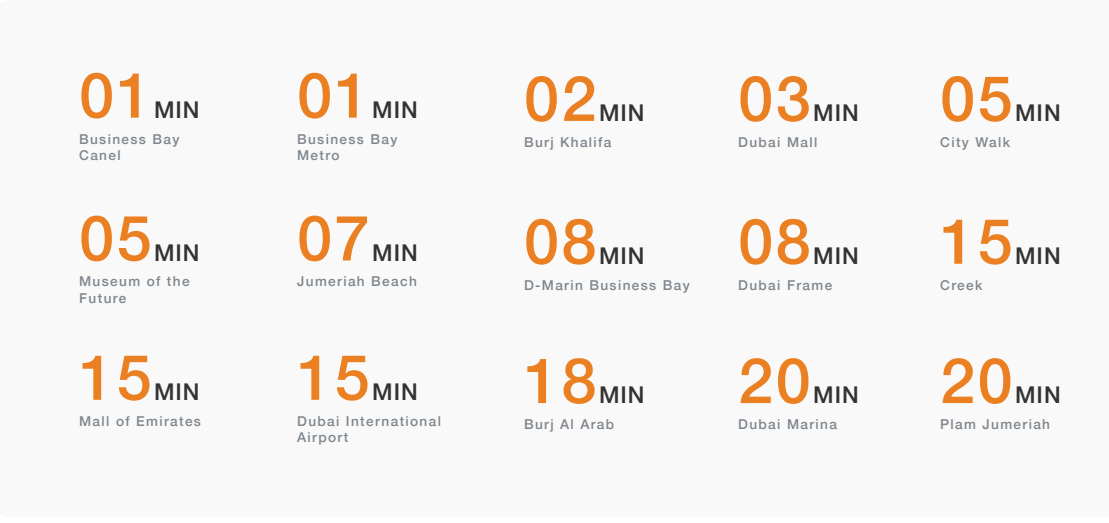 01 MIN
Business Bay
Canel
01 MIN
Business Bay
Metro
02 MIN
Burj Khalifa
03 MIN
Dubai Mall
05 MIN
City Walk
05 MIN
Museum of the
Future
07 MIN
Jumeriah Beach
08 MIN
D-Marin Business Bay
08 MIN
Dubai Frame
15 MIN
Creek
15 MIN
Mall of Emirates
15 MIN
Dubai International
Airport
18 MIN
Burj Al Arab
20 MIN
Dubai Marina
20 MIN
Plam Jumeriah